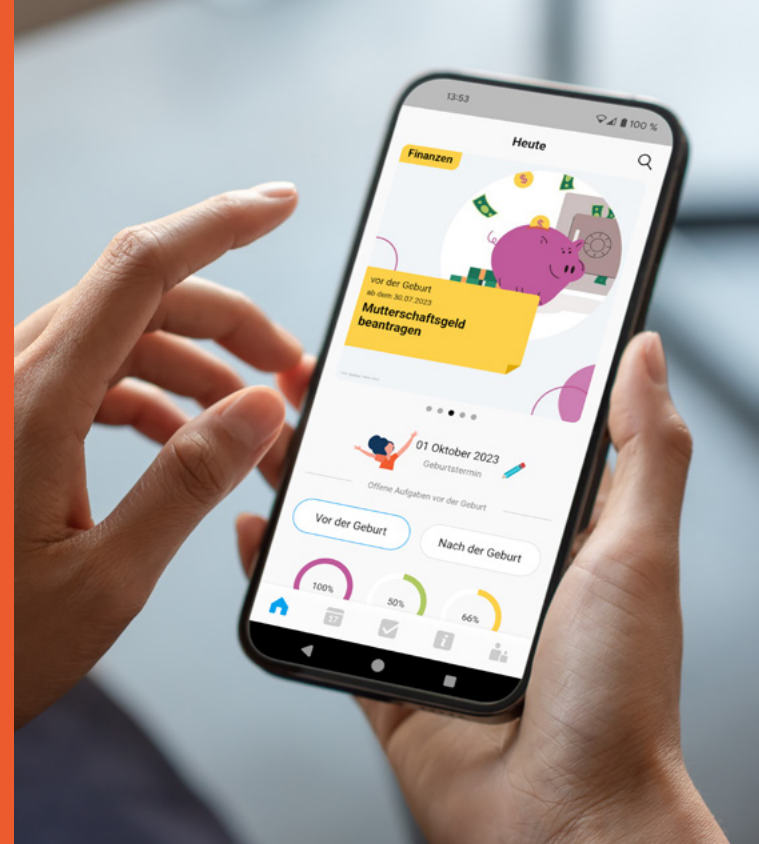 13:53
100 %
Heute
Finanzen
vor der Geburt
ab dem 30.07.2023
Mutterschaftsgeld
beantragen
01 Oktober 2023
Geburtstermin
Offene Aufgaben vor der Geburt
Vor der Geburt
Nach der Geburt
100%
50%
66%
17
i